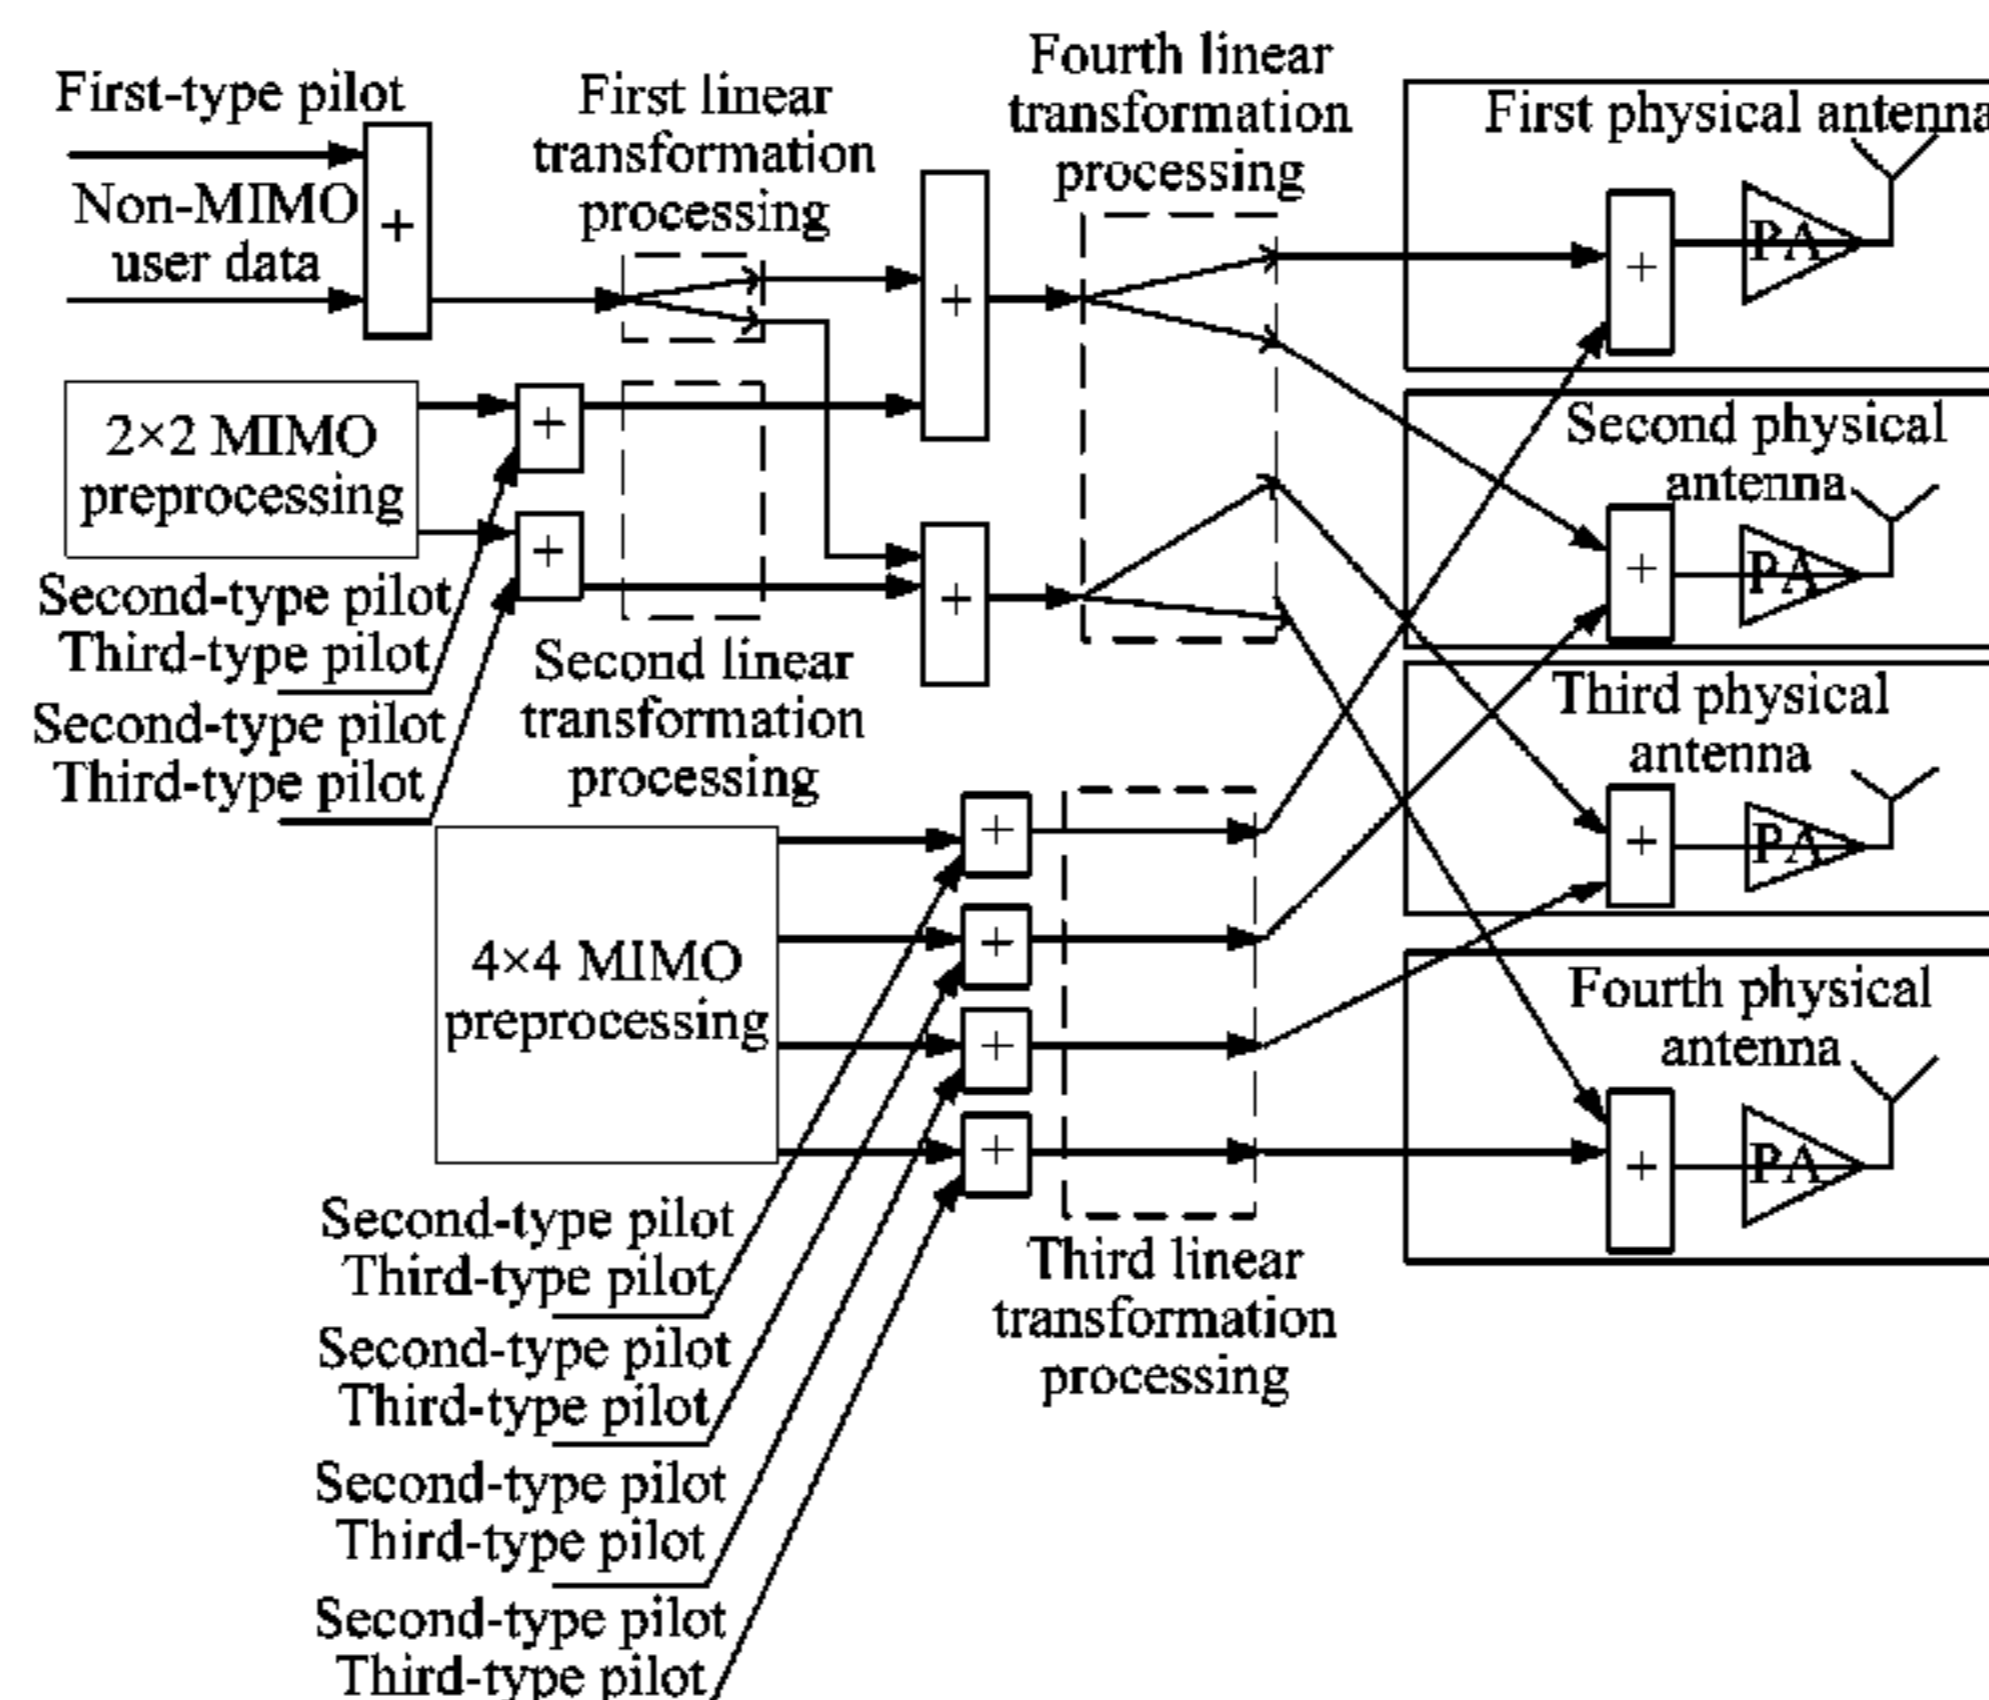 First-type pilot
Non-MIMO
user data
+
First linear
transformation
processing
Fourth linear
transformation
processing
+
First physical antenna
+
PA
2×2 MIMO
preprocessing
+
+
Second-type pilot
Third-type pilot
Second-type pilot
Third-type pilot
Second linear
transformation
processing
+
Second physical
antenna
+
PA
Third physical
antenna
+
PA
4×4 MIMO
preprocessing
+
+
+
+
Fourth physical
antenna
+
PA
Second-type pilot
Third-type pilot
Second-type pilot
Third-type pilot
Second-type pilot
Third-type pilot
Second-type pilot
Third-type pilot
Third linear
transformation
processing